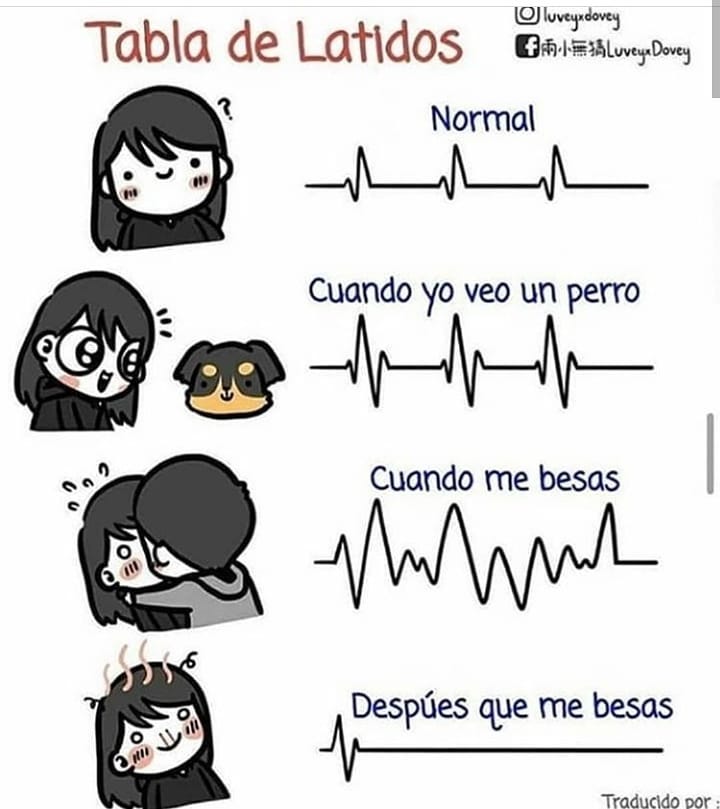 Tabla de Latidos
luveyxdovey
兩小無猜LuveyxDovey
?
Normal
Cuando yo veo un perro
Cuando me besas
Despúes que me besas
Traducido por :